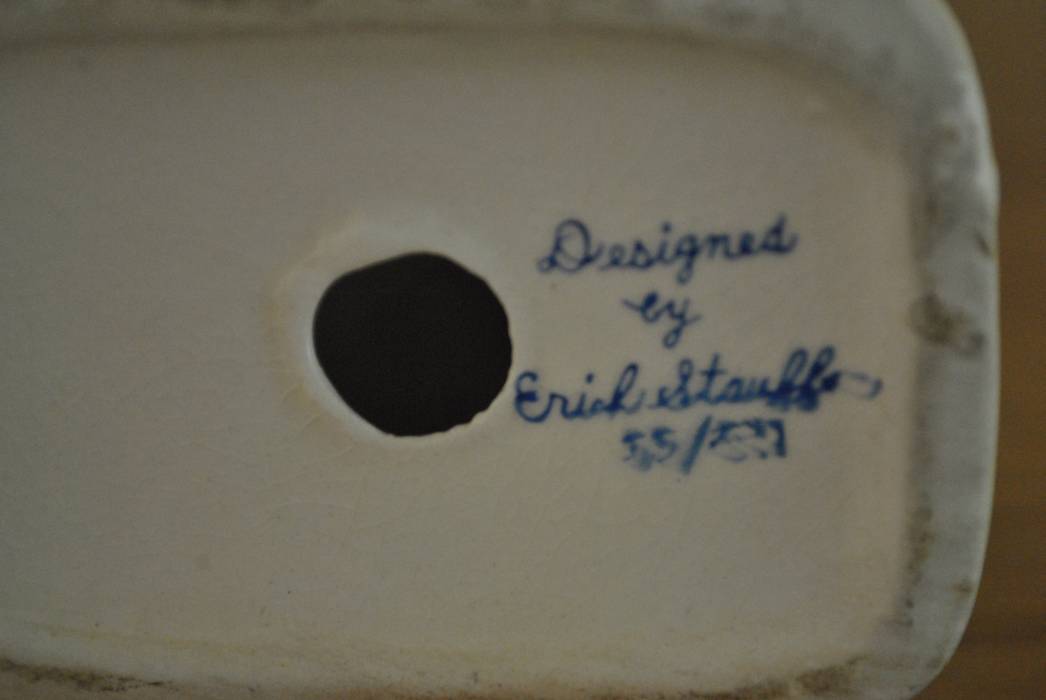 Designed
by
Erich Stauffer